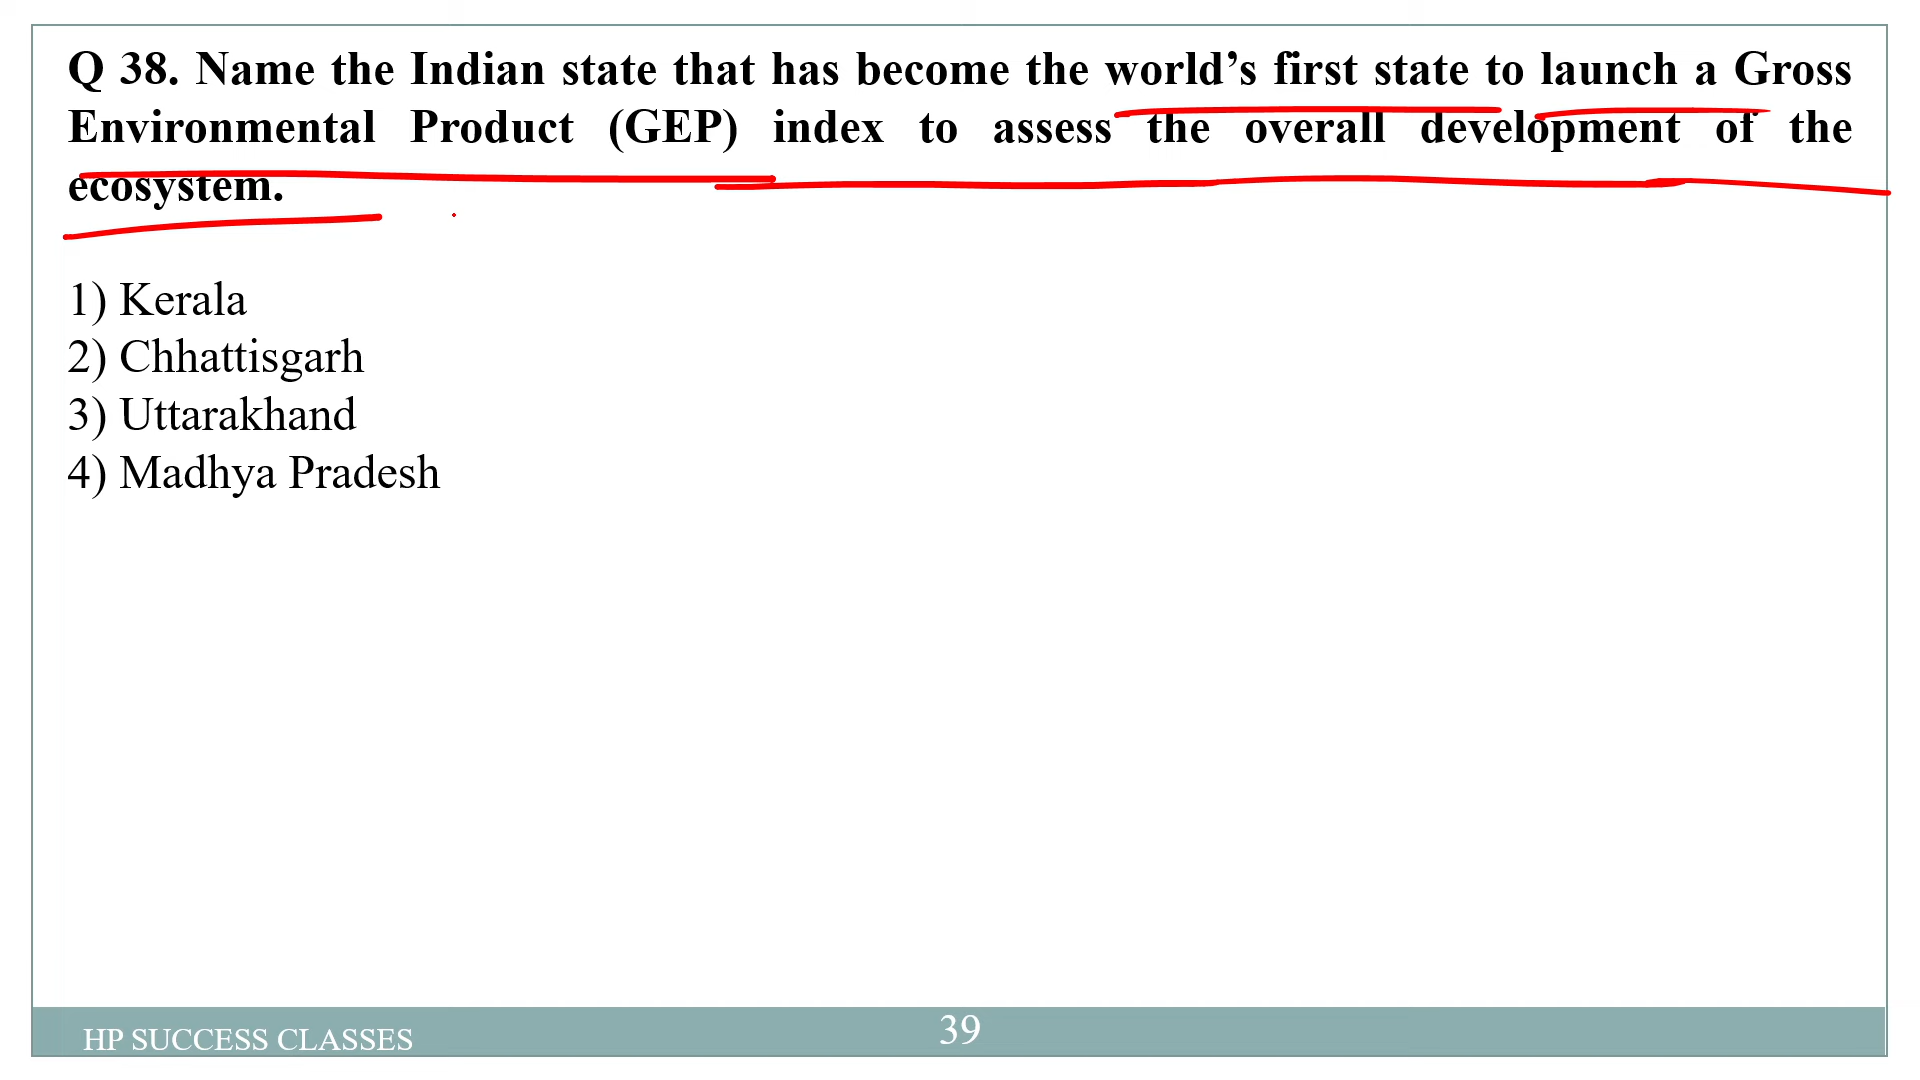 Q 38. Name the Indian state that has become the world’s first state to launch a Gross
Environmental Product (GEP) index to assess the overall development of the
ecosystem.
1) Kerala
2) Chhattisgarh
3) Uttarakhand
4) Madhya Pradesh
HP SUCCESS CLASSES
39